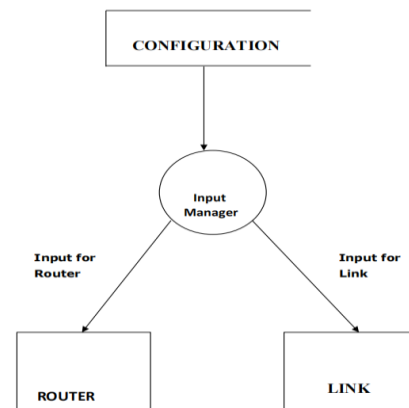 CONFIGURATION
Input
Manager
Input for
Router
Input for
Link
ROUTER
LINK